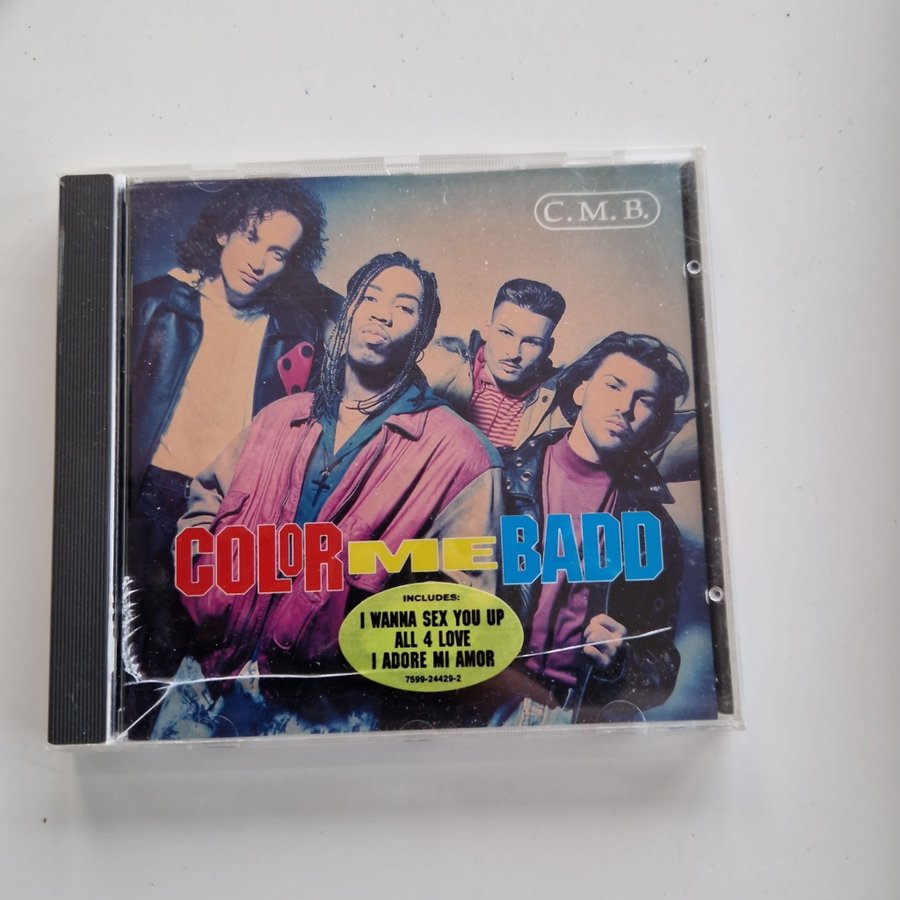 C. M. B.
COLOR ME BADD
INCLUDES:
I WANNA SEX YOU UP
ALL 4 LOVE
I ADORE MI AMOR
7599-24429-2